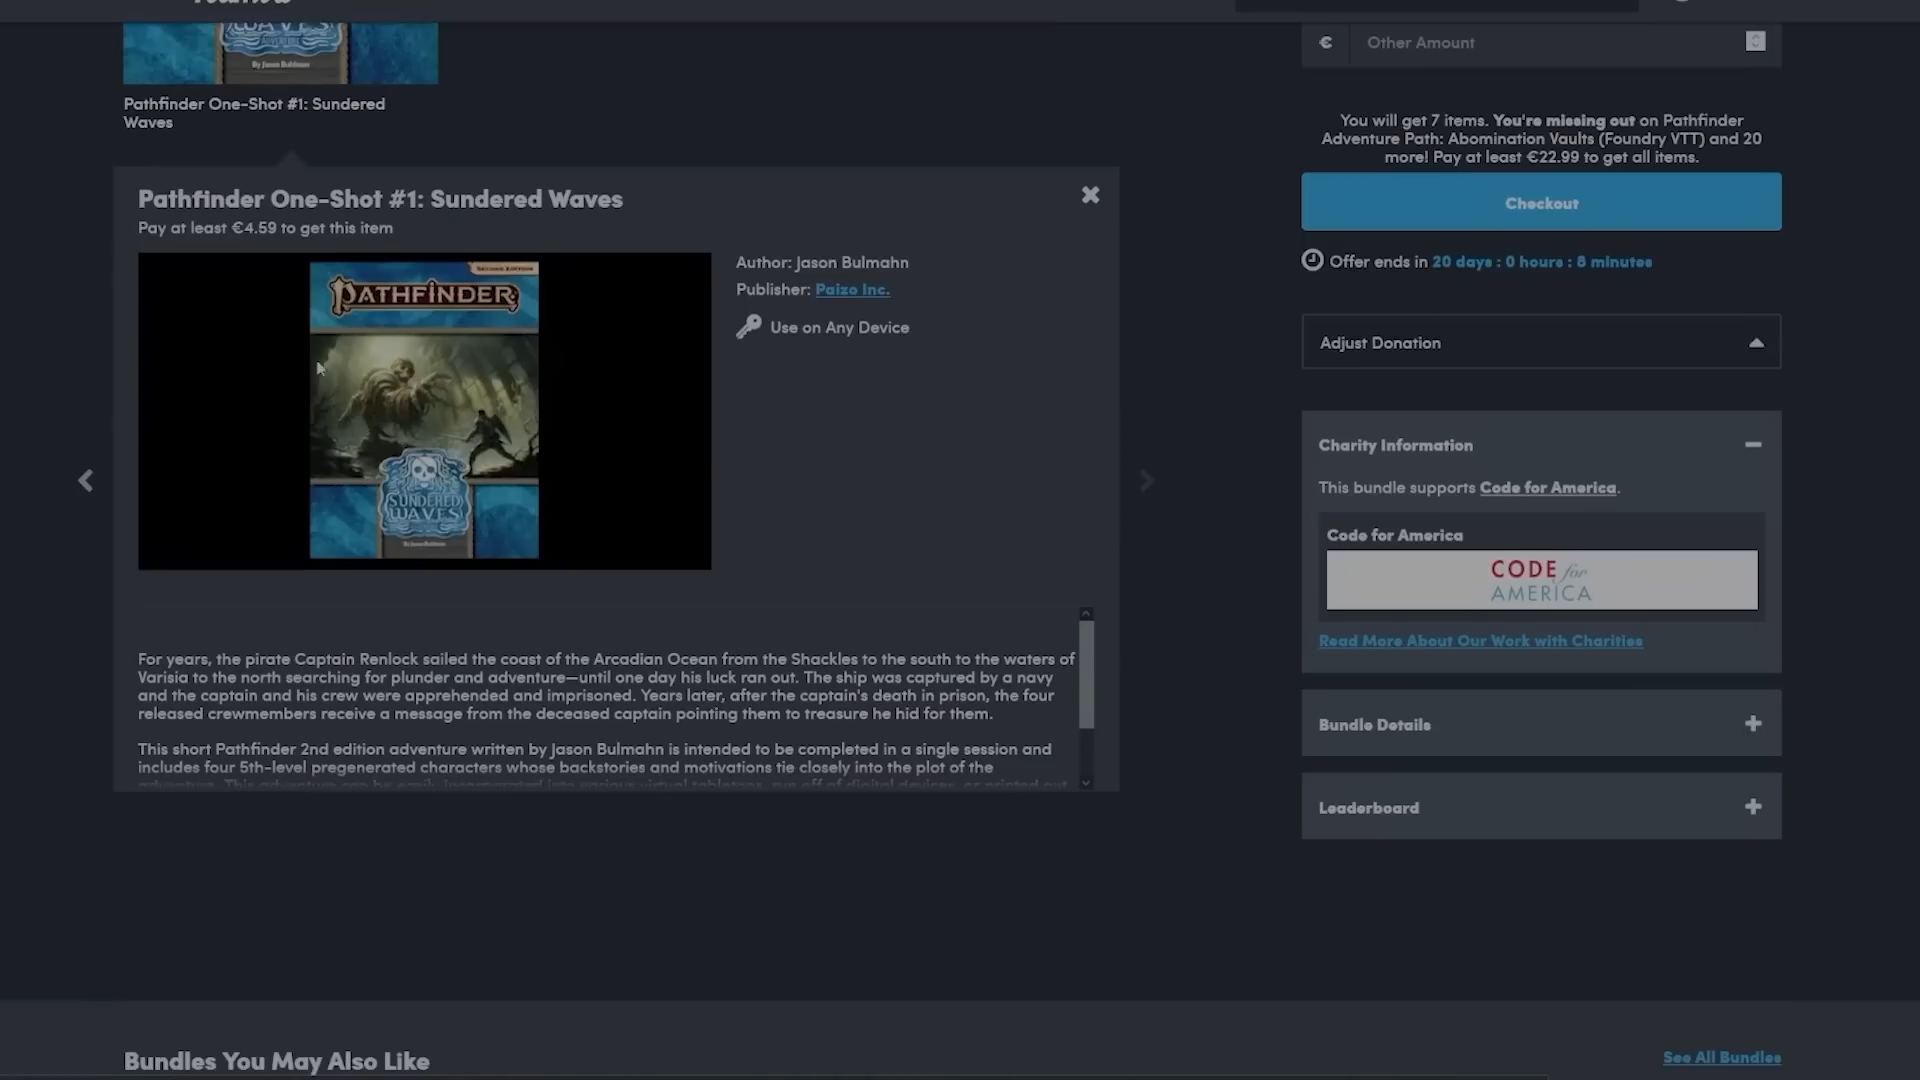 WAVES
By Jason Bulmahn
Pathfinder One-Shot #1: Sundered
Waves
Pathfinder One-Shot #1: Sundered Waves
Pay at least €4.59 to get this item
SECOND EDITION
PATHFINDER
SUNDERED
WAVES
Author: Jason Bulmahn
Publisher: Paizo Inc.
Use on Any Device
For years, the pirate Captain Renlock sailed the coast of the Arcadian Ocean from the Shackles to the south to the waters of
Varisia to the north searching for plunder and adventure—until one day his luck ran out. The ship was captured by a navy
and the captain and his crew were apprehended and imprisoned. Years later, after the captain's death in prison, the four
released crewmembers receive a message from the deceased captain pointing them to treasure he hid for them.
This short Pathfinder 2nd edition adventure written by Jason Bulmahn is intended to be completed in a single session and
includes four 5th-level pregenerated characters whose backstories and motivations tie closely into the plot of the
€ Other Amount
You will get 7 items. You're missing out on Pathfinder
Adventure Path: Abomination Vaults (Foundry VTT) and 20
more! Pay at least €22.99 to get all items.
Checkout
Offer ends in 20 days : 0 hours : 8 minutes
Adjust Donation
Charity Information
This bundle supports Code for America.
Code for America
CODE for
AMERICA
Read More About Our Work with Charities
Bundle Details
Leaderboard
Bundles You May Also Like
See All Bundles